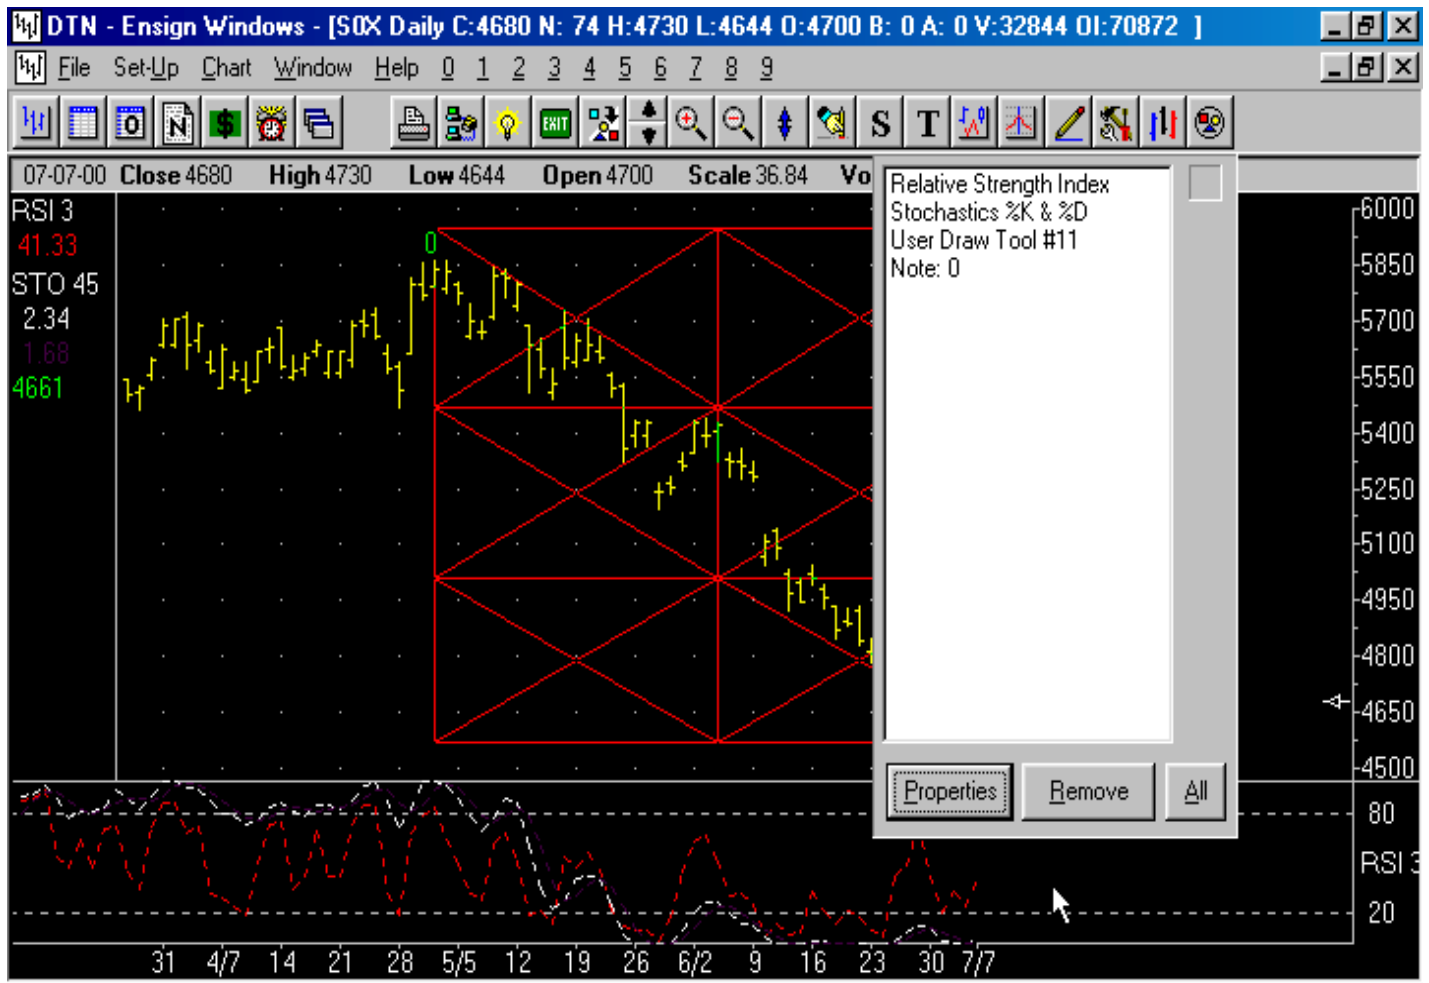 DTN - Ensign Windows - [S0X Daily C:4680 N: 74 H:4730 L:4644 O:4700 B: 0 A: 0 V:32844 OI:70872 ]
File Set-Up Chart Window Help 0 1 2 3 4 5 6 7 8 9
O N $ EXIT S T
07-07-00 Close 4680 High 4730 Low 4644 Open 4700 Scale 36.84 Vo
RSI 3
41.33
STO 45
2.34
1.68
4661
0
Relative Strength Index
Stochastics %K & %D
User Draw Tool #11
Note: 0
Properties Remove All
6000
5850
5700
5550
5400
5250
5100
4950
4800
4650
4500
80
RSI 3
20
31 4/7 14 21 28 5/5 12 19 26 6/2 9 16 23 30 7/7